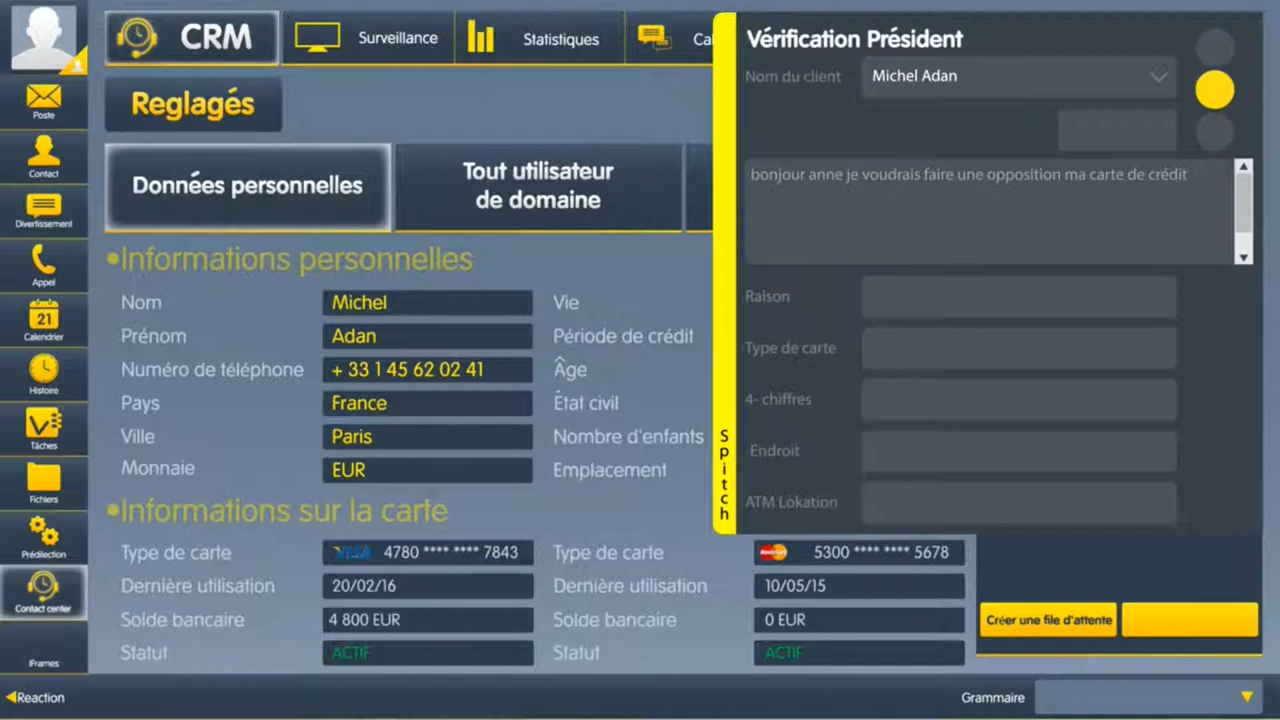 CRM
Surveillance
Statistiques
Vérification Président
Nom du client
Michel Adan
Poste
Reglagés
Contact
Données personnelles
Tout utilisateur
de domaine
bonjour anne je voudrais faire une opposition ma carte de crédit
Divertissement
Informations personnelles
Appel
Nom
Michel
Vie
Raison
21
Calendrier
Prénom
Adan
Période de crédit
Type de carte
Numéro de téléphone
+ 33 1 45 62 02 41
Âge
Histoire
Pays
France
État civil
4- chiffres
Tâches
Ville
Paris
Nombre d'enfants
Endroit
Monnaie
EUR
Emplacement
Spitch
ATM Lokation
Fichiers
Informations sur la carte
Prédilection
Type de carte
VISA 4780 **** **** 7843
Type de carte
MasterCard 5300 **** **** 5678
Dernière utilisation
20/02/16
Dernière utilisation
10/05/15
Contact center
Solde bancaire
4 800 EUR
Solde bancaire
0 EUR
Créer une file d'attente
Statut
ACTIF
Statut
ACTIF
iFrames
Reaction
Grammaire